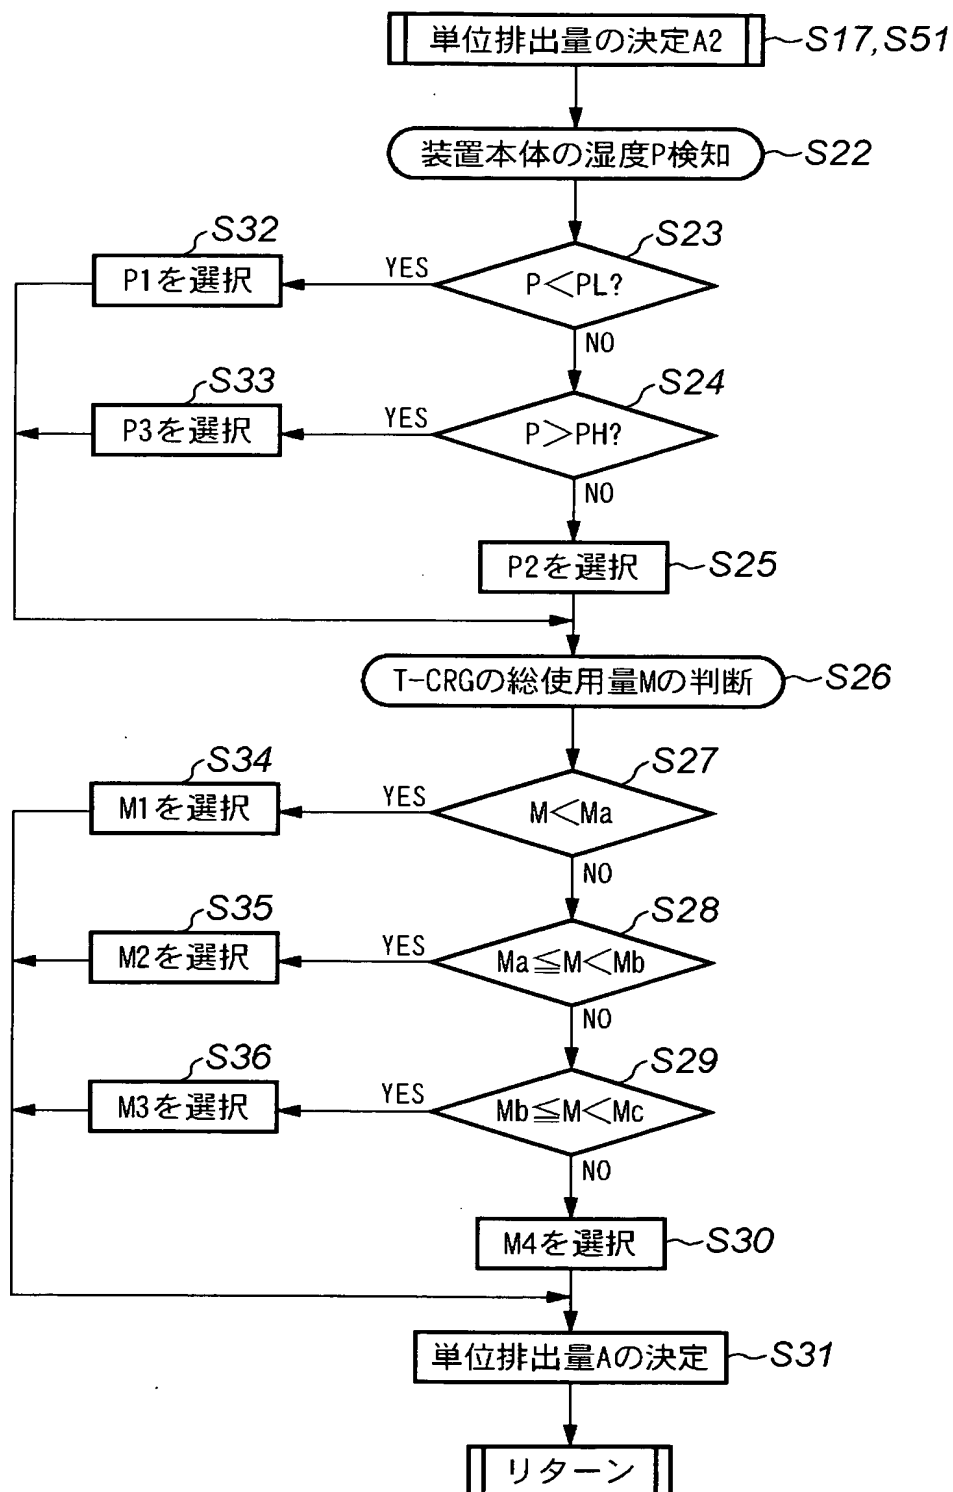 単位排出量の決定A2
S17,S51
装置本体の湿度P検知
S22
S32
S23
P1を選択
YES
P<PL?
NO
S33
S24
P3を選択
YES
P>PH?
NO
P2を選択
S25
T-CRGの総使用量Mの判断
S26
S34
S27
M1を選択
YES
M<Ma
NO
S35
S28
M2を選択
YES
Ma≦M<Mb
NO
S36
S29
M3を選択
YES
Mb≦M<Mc
NO
M4を選択
S30
単位排出量Aの決定
S31
リターン